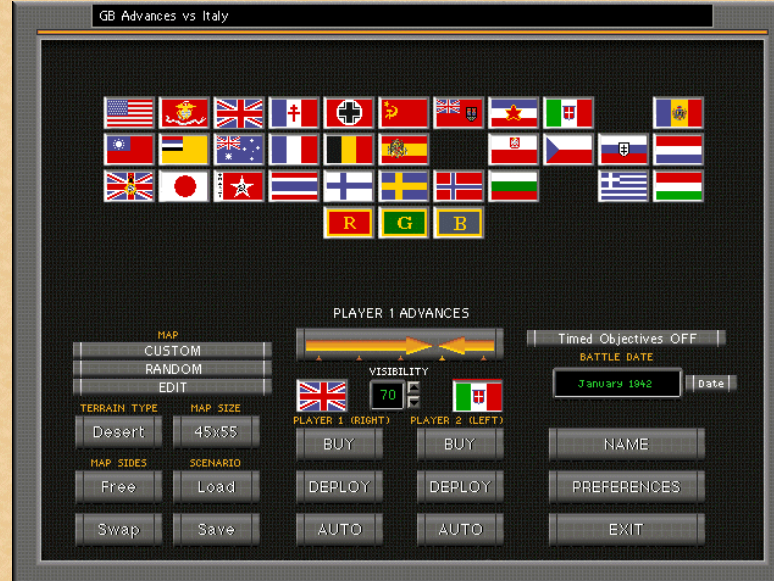 GB Advances vs Italy
R G B
PLAYER 1 ADVANCES
MAP
CUSTOM
RANDOM
EDIT
Timed Objectives OFF
BATTLE DATE
January 1942
Date
VISIBILITY
70
TERRAIN TYPE
MAP SIZE
Desert
45x55
MAP SIDES
SCENARIO
Free
Load
Swap
Save
PLAYER 1 (RIGHT)
PLAYER 2 (LEFT)
BUY
BUY
DEPLOY
DEPLOY
AUTO
AUTO
NAME
PREFERENCES
EXIT